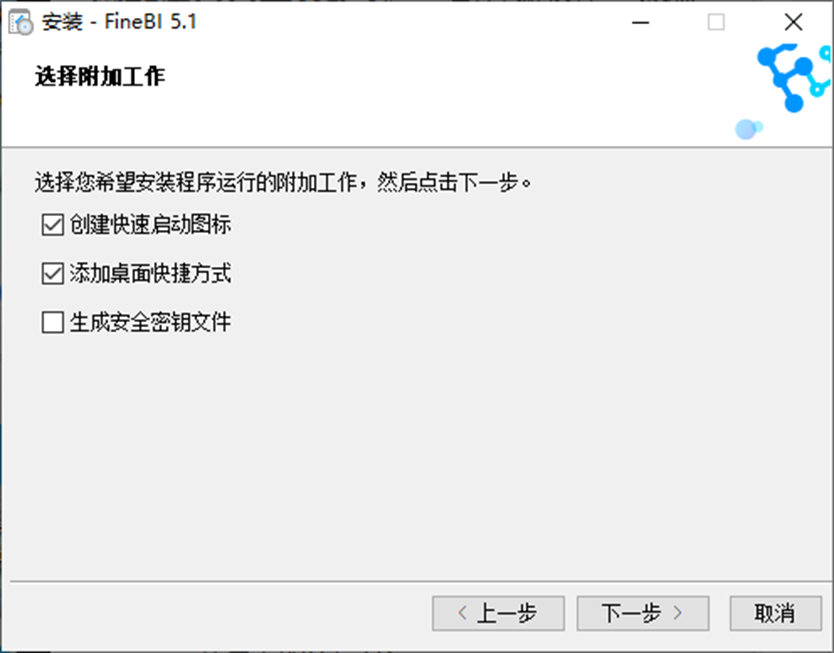 安装 - FineBI 5.1
选择附加工作
选择您希望安装程序运行的附加工作，然后点击下一步。
创建快速启动图标
添加桌面快捷方式
生成安全密钥文件
< 上一步 下一步 > 取消